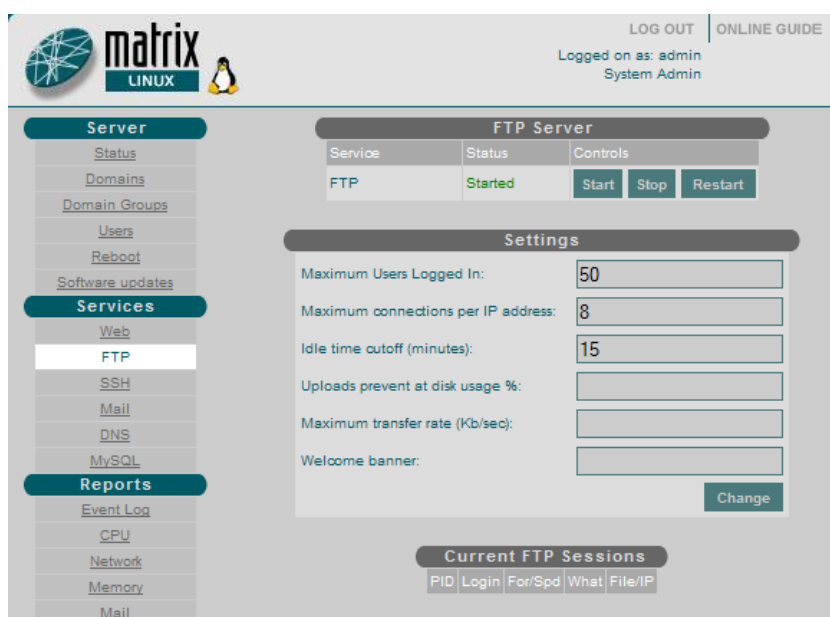 matrix
LINUX
LOG OUT ONLINE GUIDE
Logged on as: admin
System Admin
Server
Status
Domains
Domain Groups
Users
Reboot
Software updates
Services
Web
FTP
SSH
Mail
DNS
MySQL
Reports
Event Log
CPU
Network
Memory
Mail
FTP Server
Service Status Controls
FTP Started Start Stop Restart
Settings
Maximum Users Logged In: 50
Maximum connections per IP address: 8
Idle time cutoff (minutes): 15
Uploads prevent at disk usage %:
Maximum transfer rate (Kb/sec):
Welcome banner:
Change
Current FTP Sessions
PID Login For/Spd What File/IP